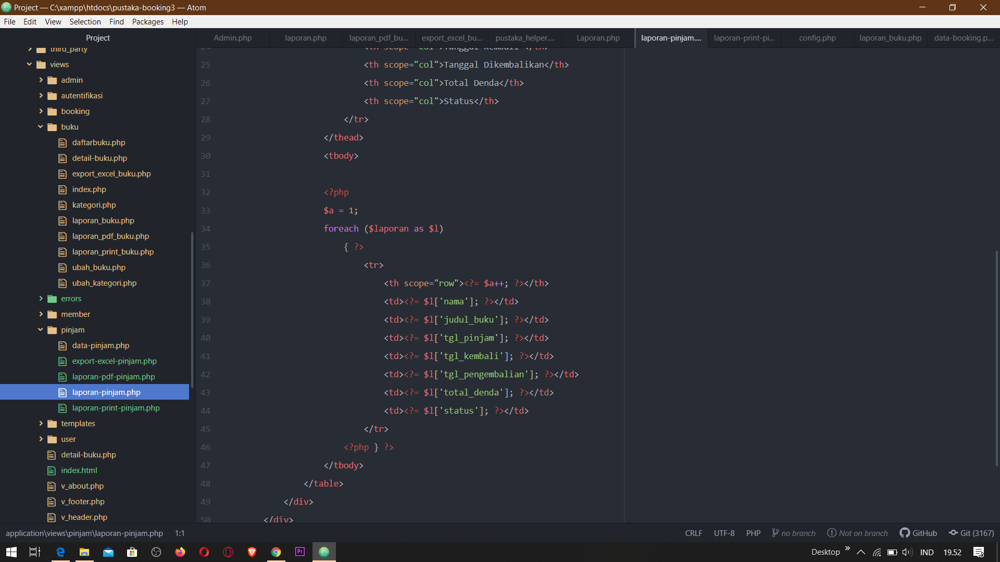 Project — C:\xampp\htdocs\pustaka-booking3 — Atom
File Edit View Selection Find Packages Help
Project
third_party
views
admin
autentifikasi
booking
buku
daftarbuku.php
detail-buku.php
export_excel_buku.php
index.php
kategori.php
laporan_buku.php
laporan_pdf_buku.php
laporan_print_buku.php
ubah_buku.php
ubah_kategori.php
errors
member
pinjam
data-pinjam.php
export-excel-pinjam.php
laporan-pdf-pinjam.php
laporan-pinjam.php
laporan-print-pinjam.php
templates
user
detail-buku.php
index.html
v_about.php
v_footer.php
v_header.php
Admin.php laporan.php laporan_pdf_bu... export_excel_bu... pustaka_helper.... Laporan.php laporan-pinjam.... laporan-print-pi... config.php laporan_buku.php data-booking.p...
24 <th scope="col">Tanggal Kembali </th>
25 <th scope="col">Tanggal Dikembalikan</th>
26 <th scope="col">Total Denda</th>
27 <th scope="col">Status</th>
28 </tr>
29 </thead>
30 <tbody>
31
32 <?php
33 $a = 1;
34 foreach ($laporan as $l)
35 { ?>
36 <tr>
37 <th scope="row"><?= $a++; ?></th>
38 <td><?= $l['nama']; ?></td>
39 <td><?= $l['judul_buku']; ?></td>
40 <td><?= $l['tgl_pinjam']; ?></td>
41 <td><?= $l['tgl_kembali']; ?></td>
42 <td><?= $l['tgl_pengembalian']; ?></td>
43 <td><?= $l['total_denda']; ?></td>
44 <td><?= $l['status']; ?></td>
45 </tr>
46 <?php } ?>
47 </tbody>
48 </table>
49 </div>
50 </div>
application\views\pinjam\laporan-pinjam.php 1:1 CRLF UTF-8 PHP no branch Not on branch GitHub Git (3167)
Pr Desktop » IND 19.52